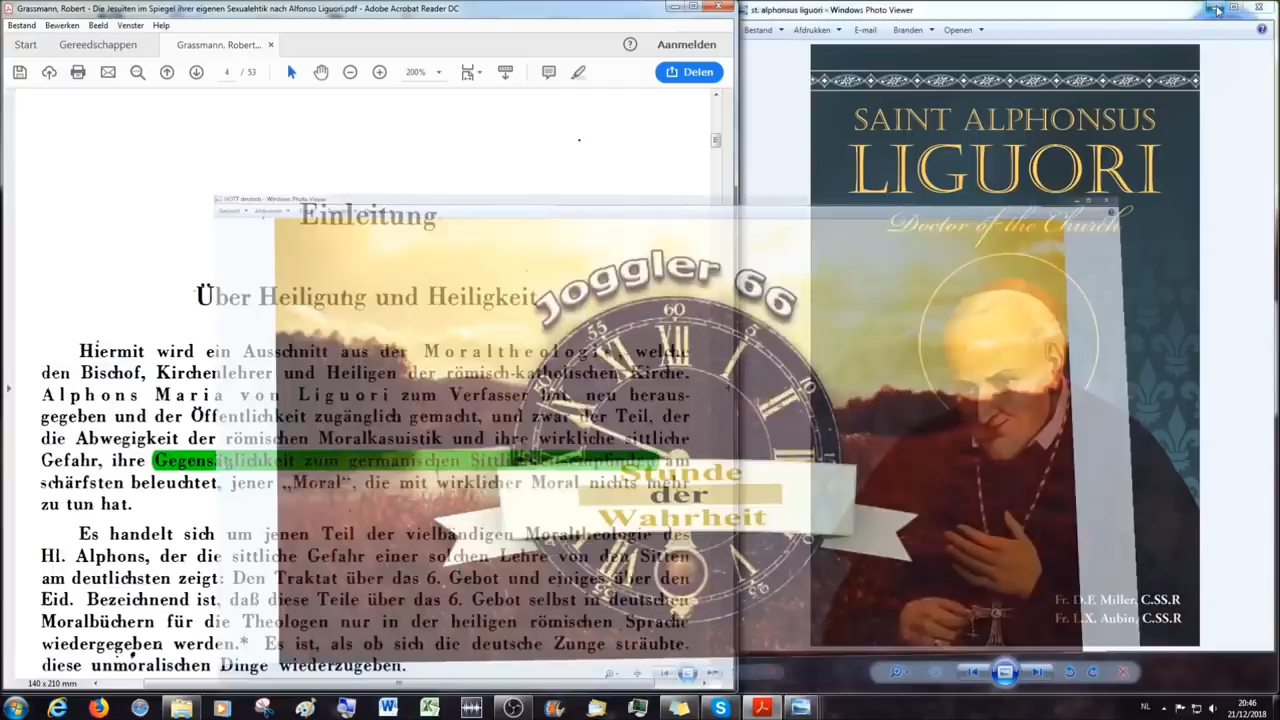 Grassmann, Robert - Die Jesuiten im Spiegel ihrer eigenen Sexualehtik nach Alfonso Liguori.pdf - Adobe Acrobat Reader DC
Bestand Bewerken Beeld Venster Help
Start Gereedschappen Grassmann, Robert... × Aanmelden
4 / 53 200% Delen
Einleitung
Über Heiligung und Heiligkeit
Hiermit wird ein Ausschnitt aus der Moraltheologie, welche
den Bischof, Kirchenlehrer und Heiligen der römisch-katholischen Kirche.
Alphons Maria von Liguori zum Verfasser hat, neu heraus-
gegeben und der Öffentlichkeit zugänglich gemacht, und zwar der Teil, der
die Abwegigkeit der römischen Moralkasuistik und ihre wirkliche sittliche
Gefahr, ihre Gegensätzlichkeit zum germanischen Sittlichkeitsempfinden am
schärfsten beleuchtet, jener „Moral“, die mit wirklicher Moral nichts mehr
zu tun hat.
Es handelt sich um jenen Teil der vielbändigen Moraltheologie des
Hl. Alphons, der die sittliche Gefahr einer solchen Lehre von den Sitten
am deutlichsten zeigt: Den Traktat über das 6. Gebot und einiges über den
Eid. Bezeichnend ist, daß diese Teile über das 6. Gebot selbst in deutschen
Moralbüchern für die Theologen nur in der heiligen römischen Sprache
wiedergegeben werden.* Es ist, als ob sich die deutsche Zunge sträubte.
diese unmoralischen Dinge wiederzugeben.
140 x 210 mm
HOTT deutsch - Windows Photo Viewer
Joggler 66
60
55 5
XII
Stunde
der
Wahrheit
st. alphonsus liguori - Windows Photo Viewer
Bestand Afdrukken E-mail Branden Openen
SAINT ALPHONSUS
LIGUORI
Doctor of the Church
Fr. D.F. Miller, C.SS.R
Fr. L.X. Aubin, C.SS.R
NL 20:46
21/12/2018